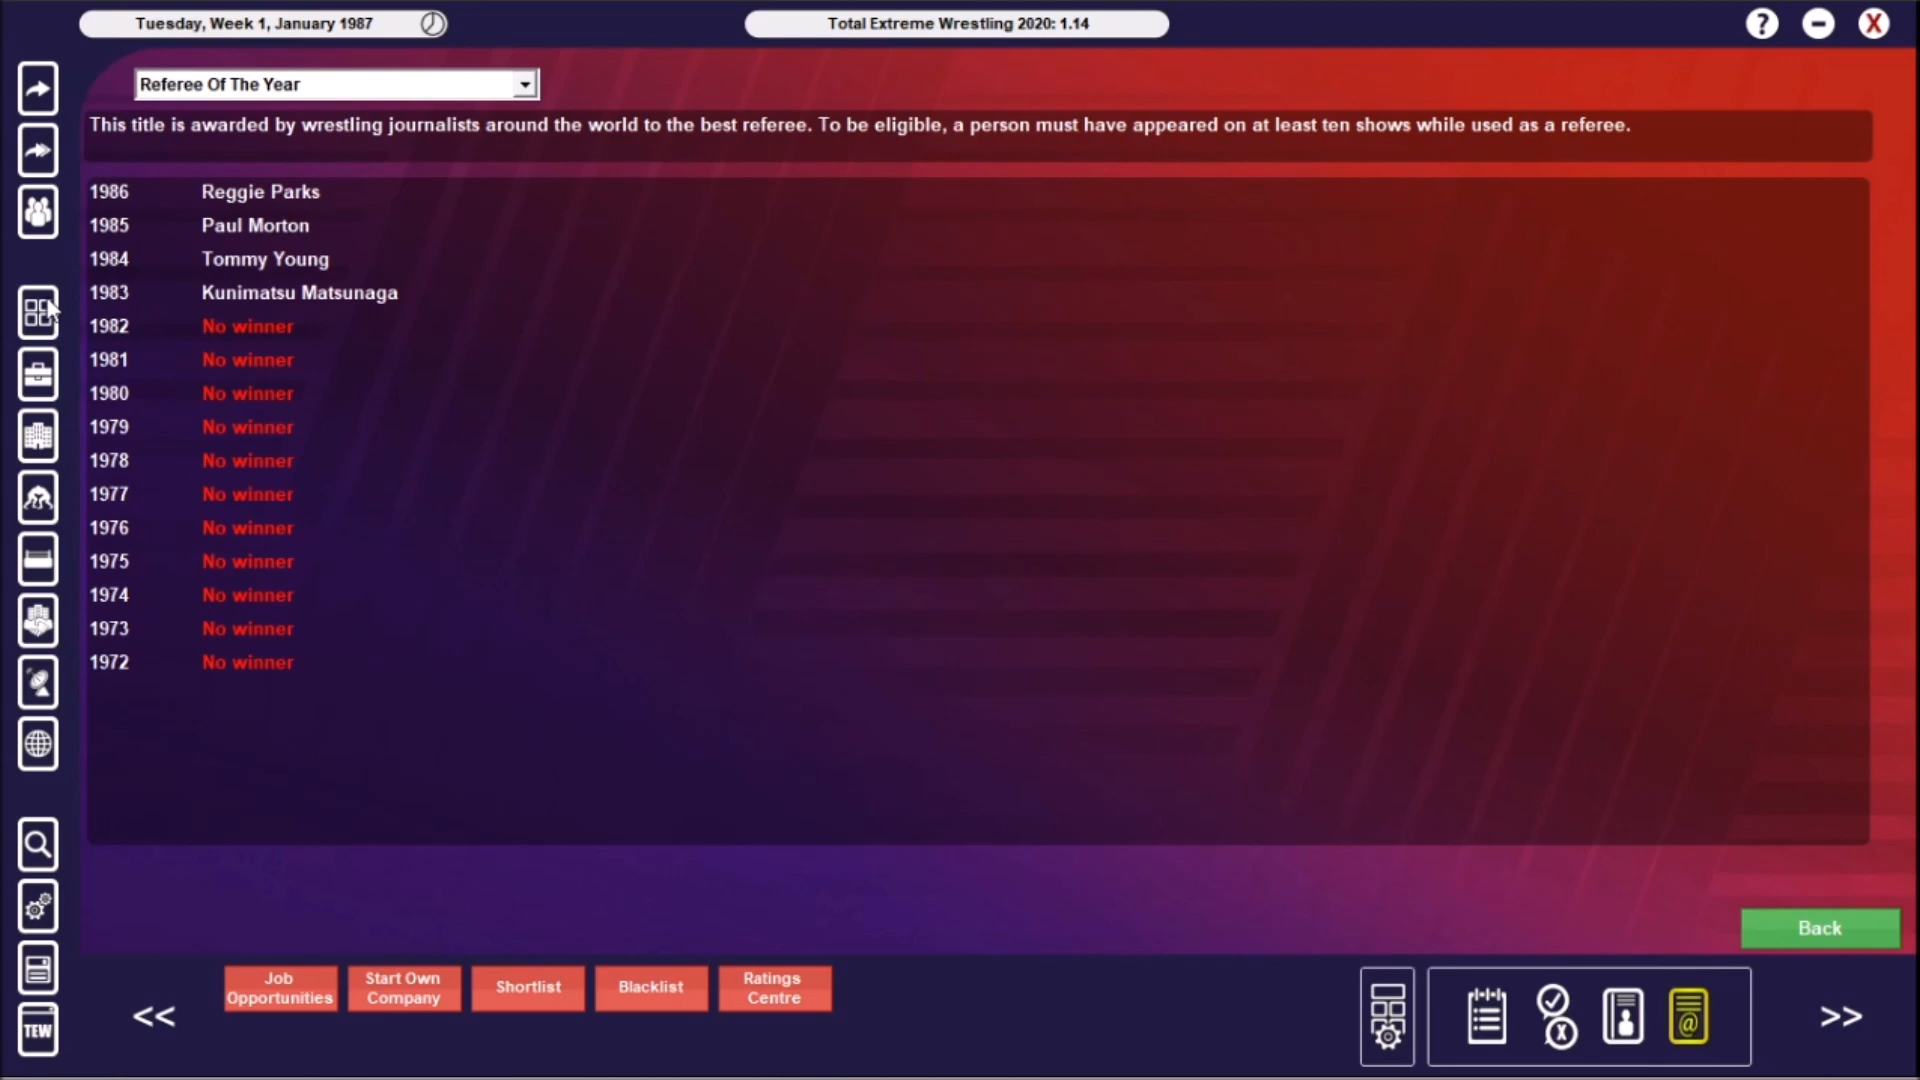 Tuesday, Week 1, January 1987
Total Extreme Wrestling 2020: 1.14
?
X
Referee Of The Year
This title is awarded by wrestling journalists around the world to the best referee. To be eligible, a person must have appeared on at least ten shows while used as a referee.
1986 Reggie Parks
1985 Paul Morton
1984 Tommy Young
1983 Kunimatsu Matsunaga
1982 No winner
1981 No winner
1980 No winner
1979 No winner
1978 No winner
1977 No winner
1976 No winner
1975 No winner
1974 No winner
1973 No winner
1972 No winner
Back
Job
Opportunities
Start Own
Company
Shortlist
Blacklist
Ratings
Centre
TEW
<<
X
@
>>